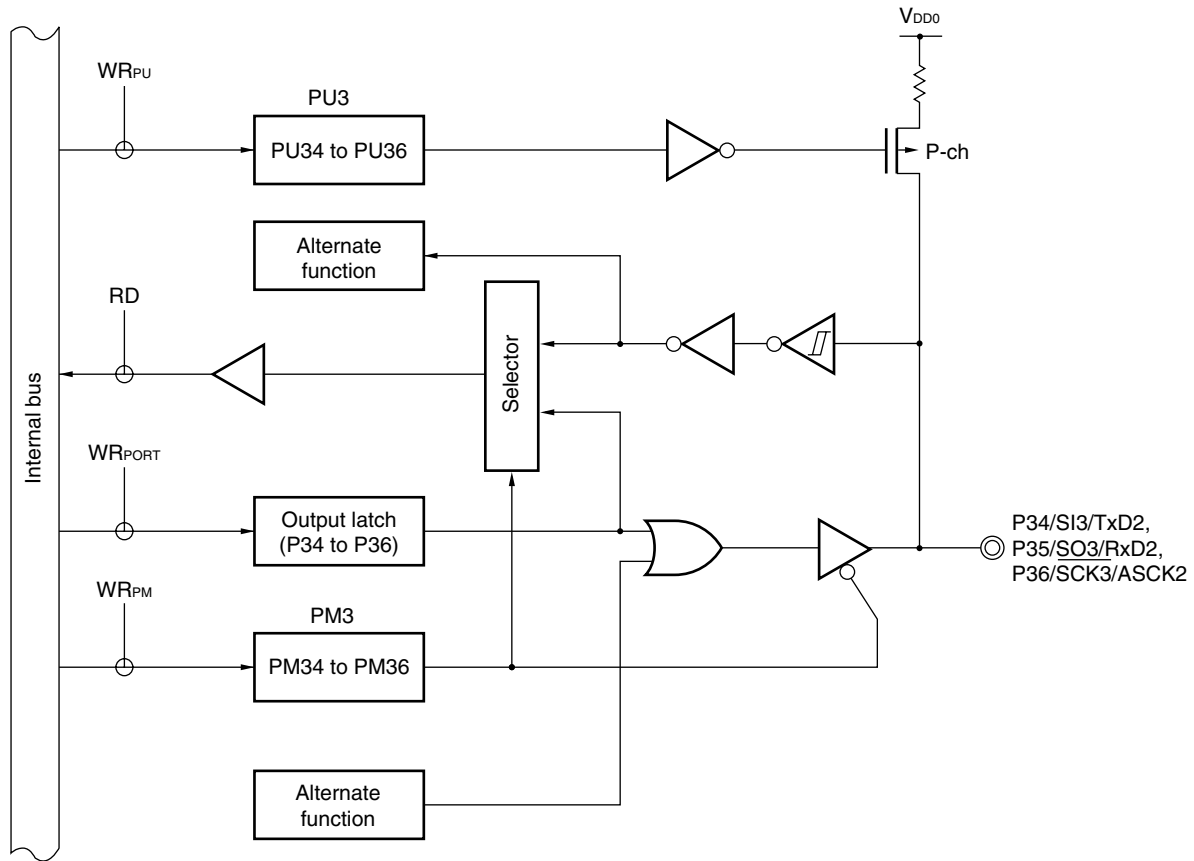 VDD0
WRPU
PU3
PU34 to PU36
P-ch
Alternate
function
RD
Selector
Internal bus
WRPORT
Output latch
(P34 to P36)
P34/SI3/TxD2,
P35/SO3/RxD2,
P36/SCK3/ASCK2
WRPM
PM3
PM34 to PM36
Alternate
function